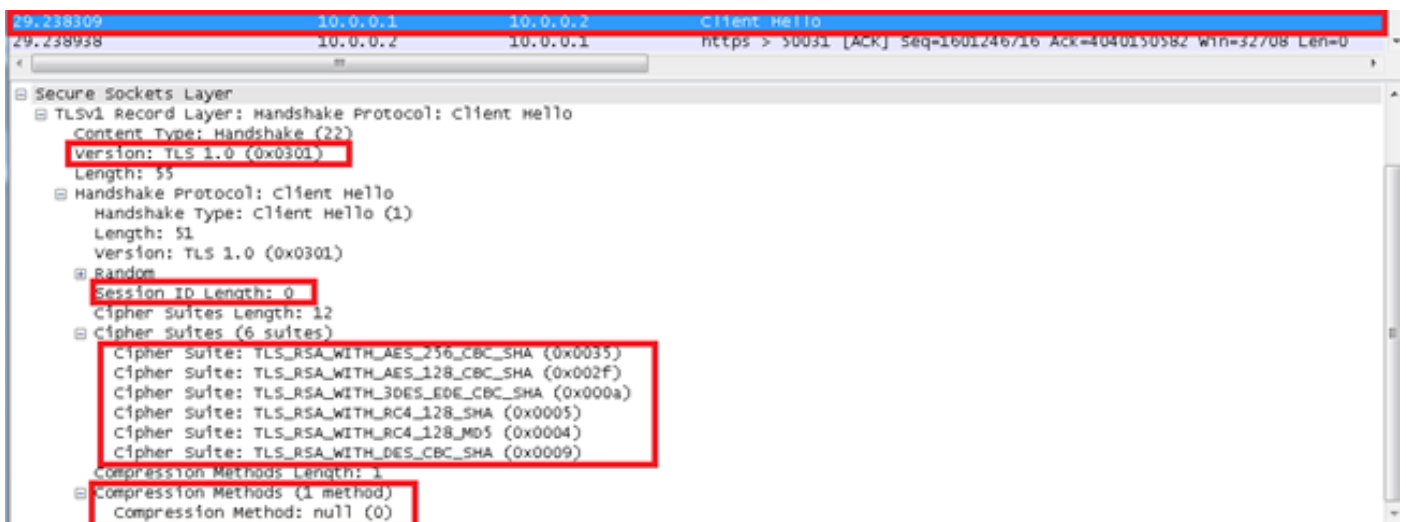 29.238309 10.0.0.1 10.0.0.2 Client Hello
29.238938 10.0.0.2 10.0.0.1 https > 50031 [ACK] Seq=1601246716 Ack=4040150582 Win=32708 Len=0
Secure Sockets Layer
TLSv1 Record Layer: Handshake Protocol: Client Hello
Content Type: Handshake (22)
Version: TLS 1.0 (0x0301)
Length: 55
Handshake Protocol: Client Hello
Handshake Type: Client Hello (1)
Length: 51
Version: TLS 1.0 (0x0301)
Random
Session ID Length: 0
Cipher Suites Length: 12
Cipher Suites (6 suites)
Cipher Suite: TLS_RSA_WITH_AES_256_CBC_SHA (0x0035)
Cipher Suite: TLS_RSA_WITH_AES_128_CBC_SHA (0x002f)
Cipher Suite: TLS_RSA_WITH_3DES_EDE_CBC_SHA (0x000a)
Cipher Suite: TLS_RSA_WITH_RC4_128_SHA (0x0005)
Cipher Suite: TLS_RSA_WITH_RC4_128_MD5 (0x0004)
Cipher Suite: TLS_RSA_WITH_DES_CBC_SHA (0x0009)
Compression Methods Length: 1
Compression Methods (1 method)
Compression Method: null (0)